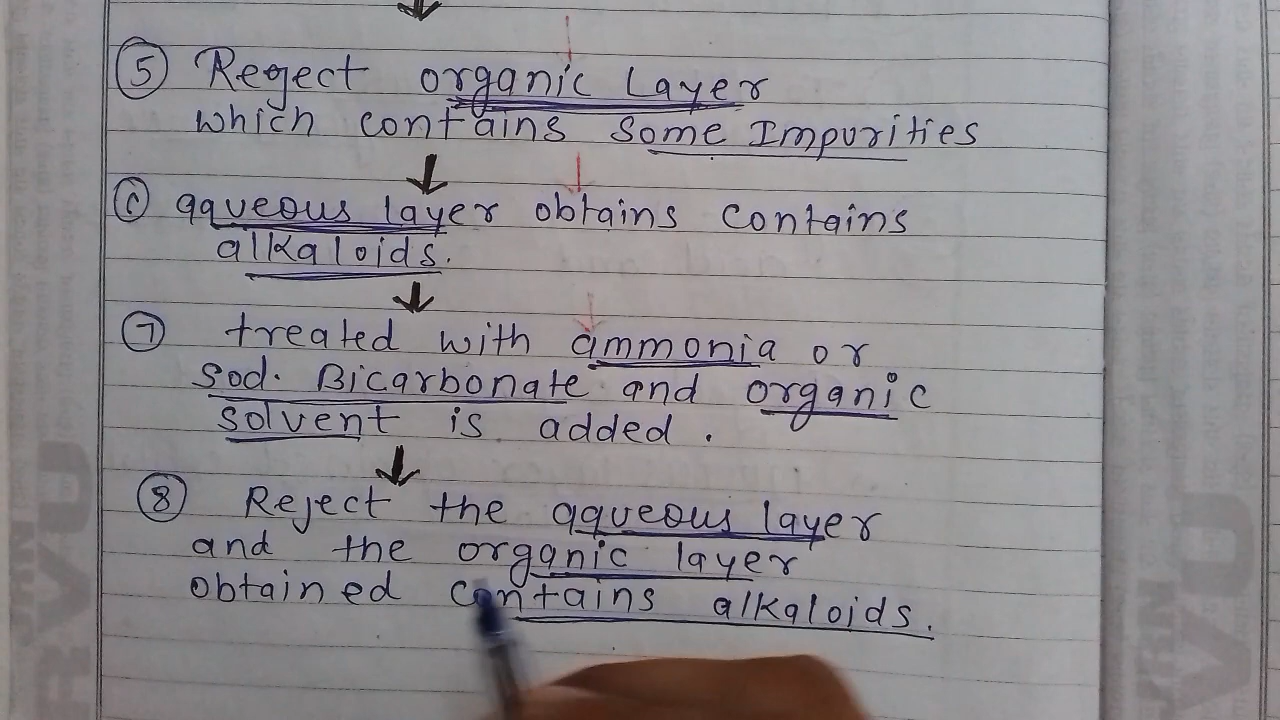 ⑤ Reject organic Layer
which contains some Impurities
⑥ aqueous layer obtains contains
alkaloids.
⑦ treated with ammonia or
Sod. Bicarbonate and organic
solvent is added.
⑧ Reject the aqueous layer
and the organic layer
obtained contains alkaloids.